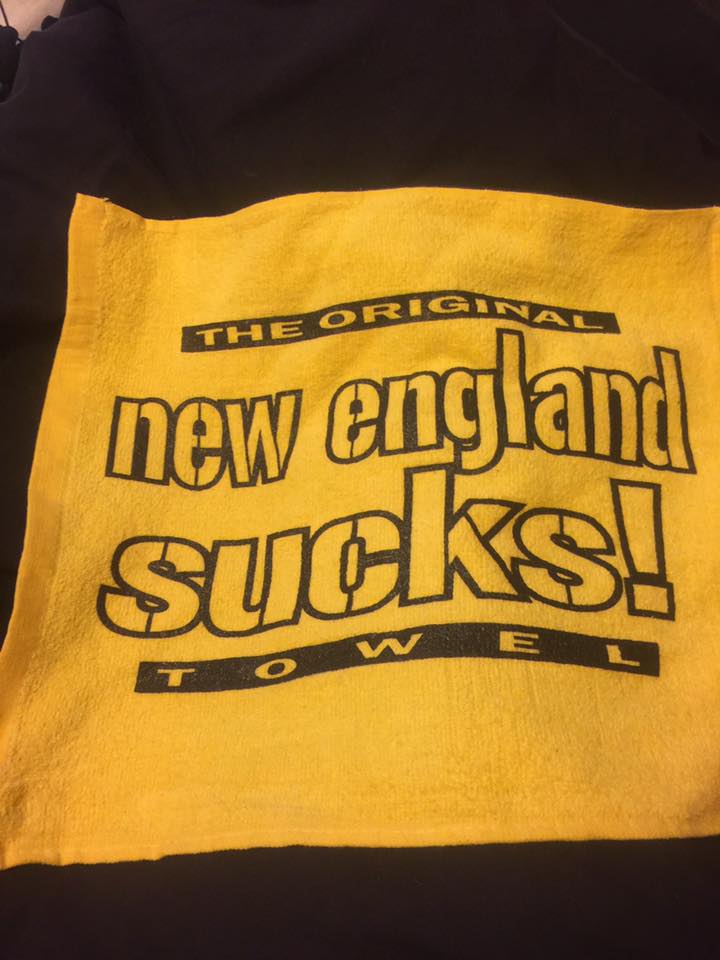 THE ORIGINAL
new england
sucks!
TOWEL